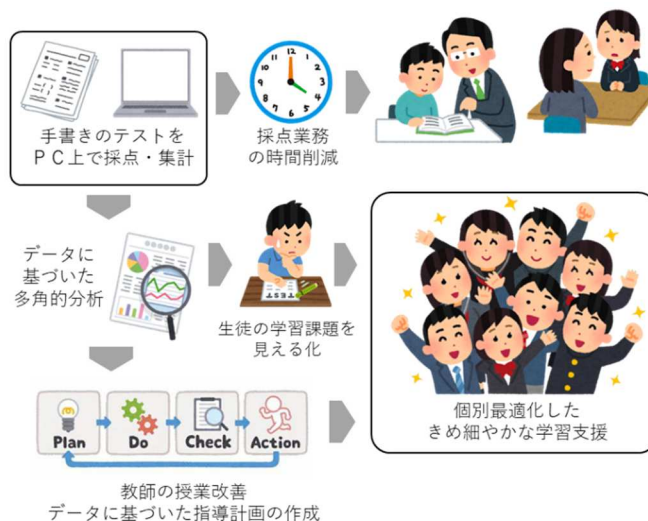 手書きのテストを
ＰＣ上で採点・集計
採点業務
の時間削減
データに
基づいた
多角的分析
TEST
生徒の学習課題を
見える化
Plan
Do
Check
Action
教師の授業改善
データに基づいた指導計画の作成
個別最適化した
きめ細やかな学習支援